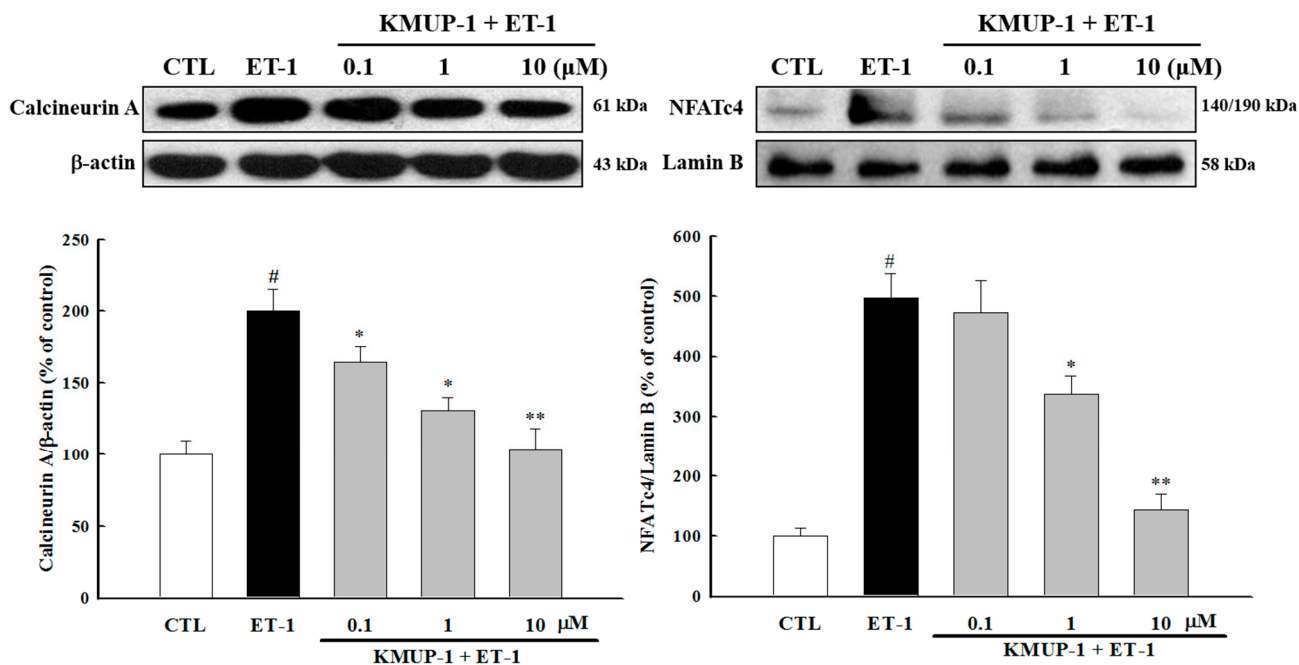 KMUP-1 + ET-1
CTL ET-1 0.1 1 10 (μM)
Calcineurin A 61 kDa
β-actin 43 kDa
KMUP-1 + ET-1
CTL ET-1 0.1 1 10 (μM)
NFATc4 140/190 kDa
Lamin B 58 kDa
Calcineurin A/β-actin (% of control)
250
200
150
100
50
0
#
*
*
**
CTL ET-1 0.1 1 10 μM
KMUP-1 + ET-1
NFATc4/Lamin B (% of control)
600
500
400
300
200
100
0
#
*
**
CTL ET-1 0.1 1 10 μM
KMUP-1 + ET-1